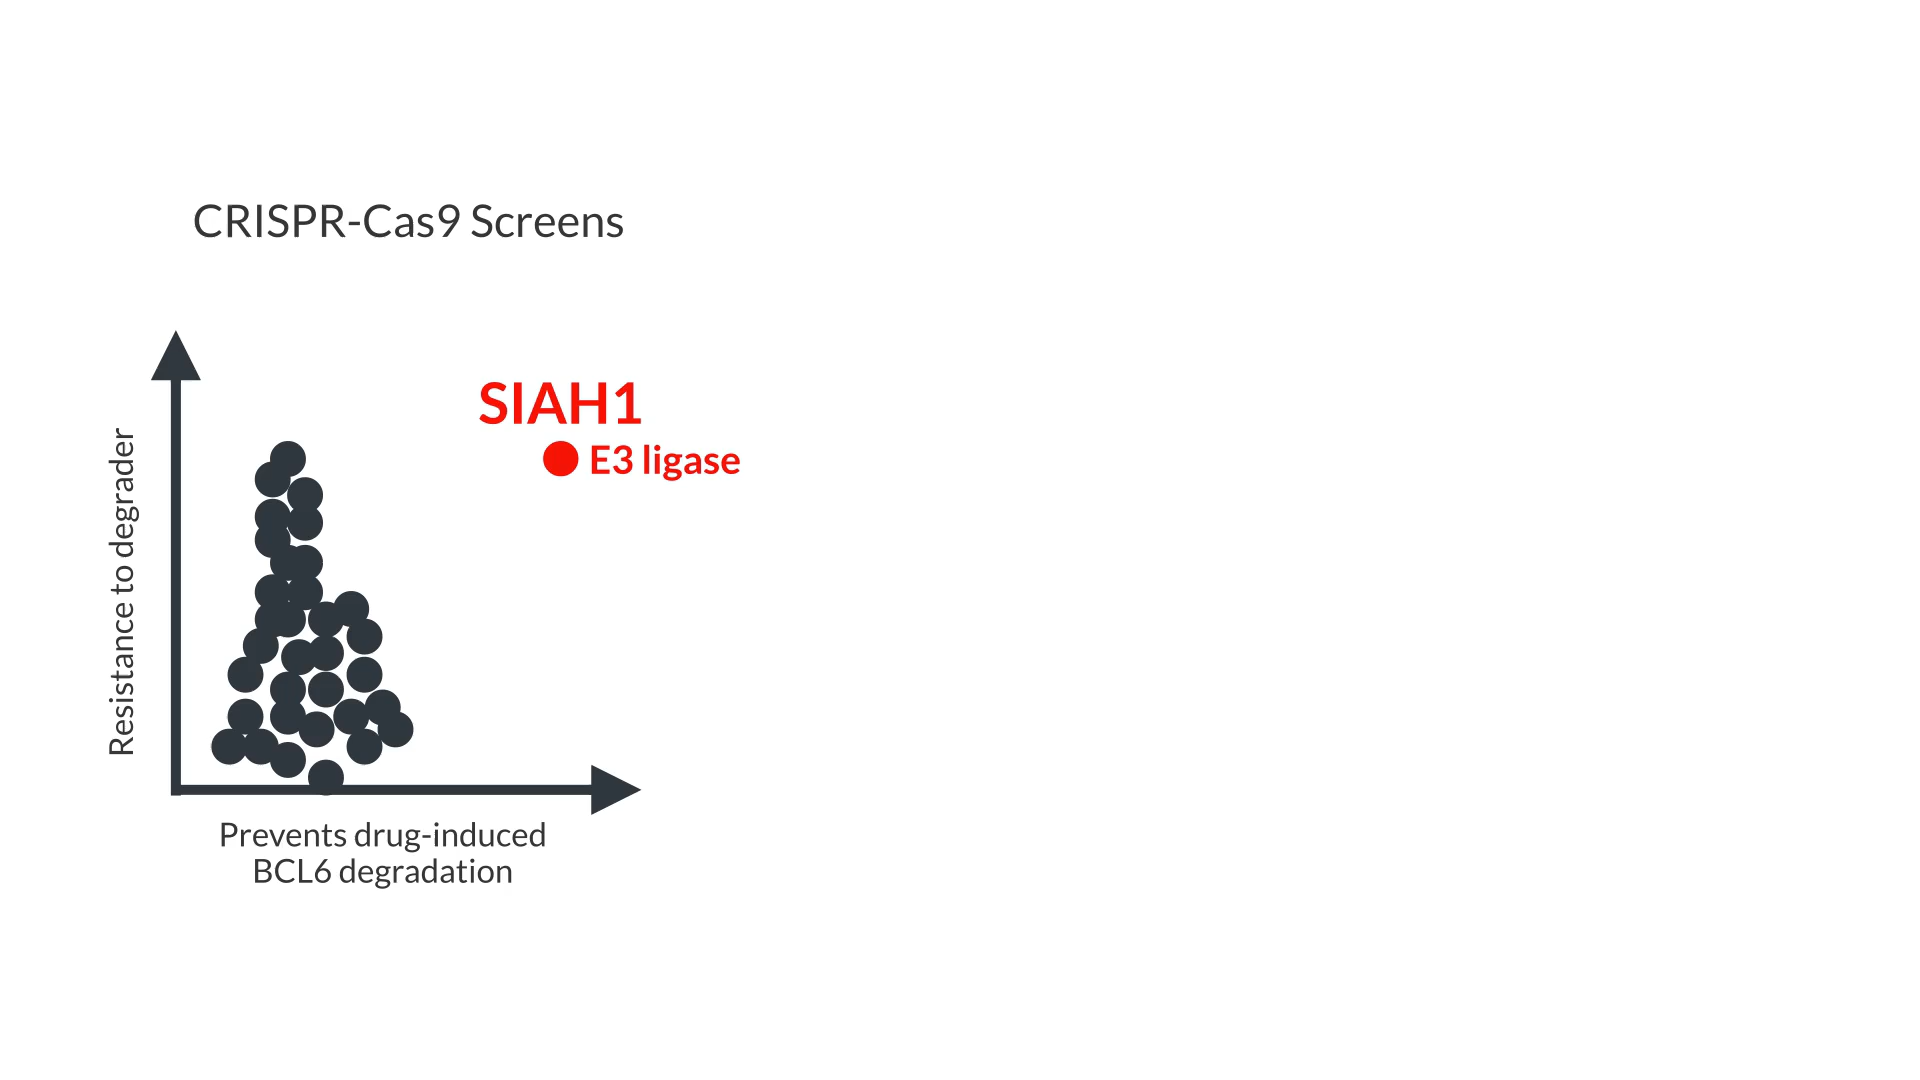 CRISPR-Cas9 Screens
SIAH1
E3 ligase
Resistance to degrader
Prevents drug-induced
BCL6 degradation